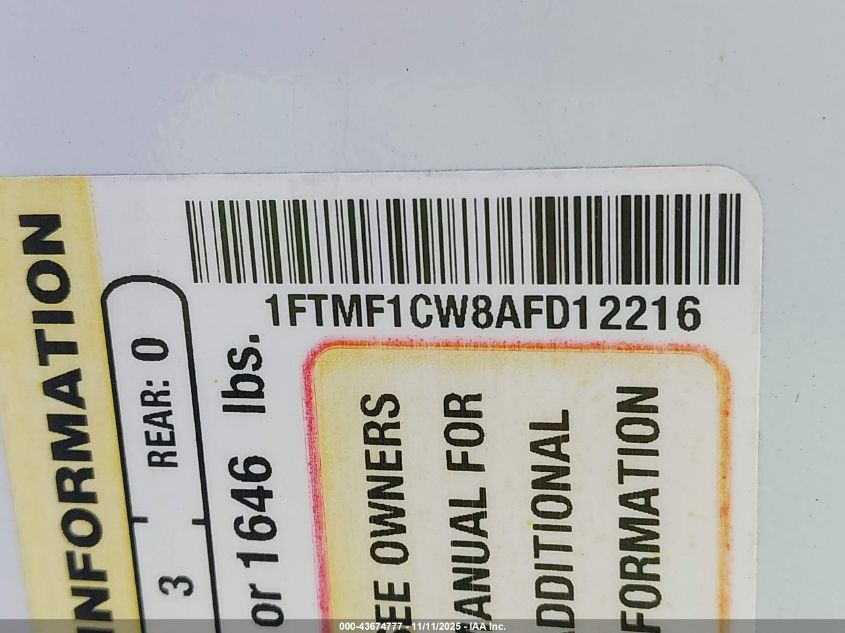 1FTMF1CW8AFD12216
INFORMATION
REAR: 0
3
or 1646 lbs.
EE OWNERS
ANUAL FOR
DDITIONAL
FORMATION
000-43674777 - 11/11/2025 - IAA Inc.